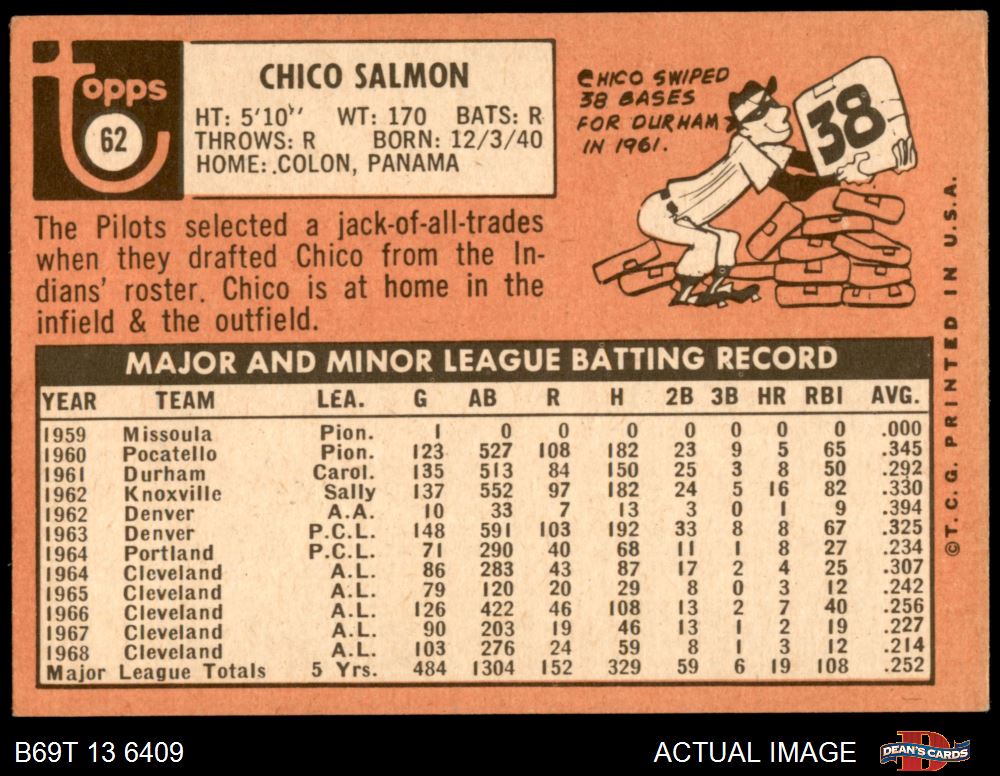 Topps
62
CHICO SALMON
HT: 5'10" WT: 170 BATS: R
THROWS: R BORN: 12/3/40
HOME: COLON, PANAMA
CHICO SWIPED
38 BASES
FOR DURHAM
IN 1961.
38
The Pilots selected a jack-of-all-trades
when they drafted Chico from the In-
dians' roster. Chico is at home in the
infield & the outfield.
MAJOR AND MINOR LEAGUE BATTING RECORD
YEAR TEAM LEA. G AB R H 2B 3B HR RBI AVG.
1959 Missoula Pion. 1 0 0 0 0 0 0 0 .000
1960 Pocatello Pion. 123 527 108 182 23 9 5 65 .345
1961 Durham Carol. 135 513 84 150 25 3 8 50 .292
1962 Knoxville Sally 137 552 97 182 24 5 16 82 .330
1962 Denver A.A. 10 33 7 13 3 0 1 9 .394
1963 Denver P.C.L. 148 591 103 192 33 8 8 67 .325
1964 Portland P.C.L. 71 290 40 68 11 1 8 27 .234
1964 Cleveland A.L. 86 283 43 87 17 2 4 25 .307
1965 Cleveland A.L. 79 120 20 29 8 0 3 12 .242
1966 Cleveland A.L. 126 422 46 108 13 2 7 40 .256
1967 Cleveland A.L. 90 203 19 46 13 1 2 19 .227
1968 Cleveland A.L. 103 276 24 59 8 1 3 12 .214
Major League Totals 5 Yrs. 484 1304 152 329 59 6 19 108 .252
© T. C. G. PRINTED IN U.S.A.
B69T 13 6409
ACTUAL IMAGE
DEAN'S CARDS